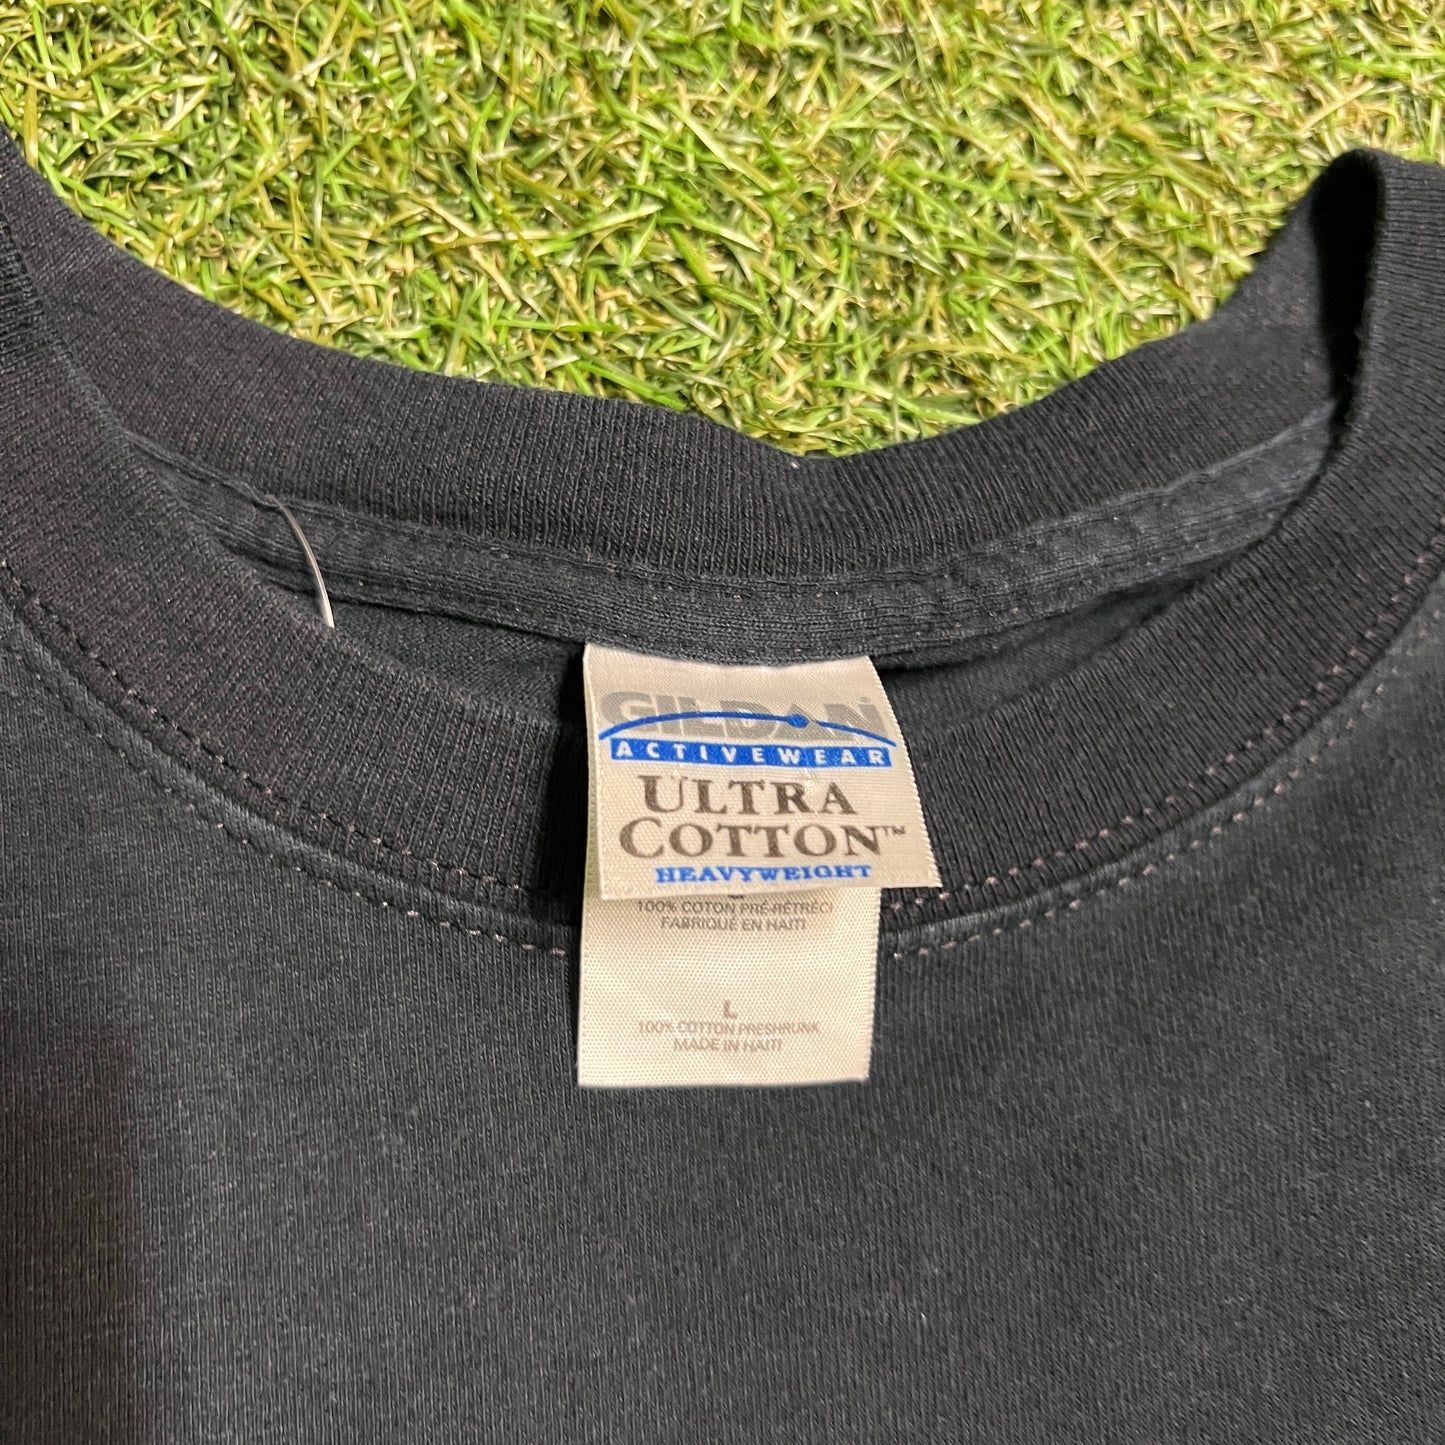 GILDAN
ACTIVEWEAR
ULTRA
COTTON™
HEAVYWEIGHT
100% COTON PRÉ-RÉTRÉCI
FABRIQUÉ EN HAITI
L
100% COTTON PRESHRUNK
MADE IN HAITI